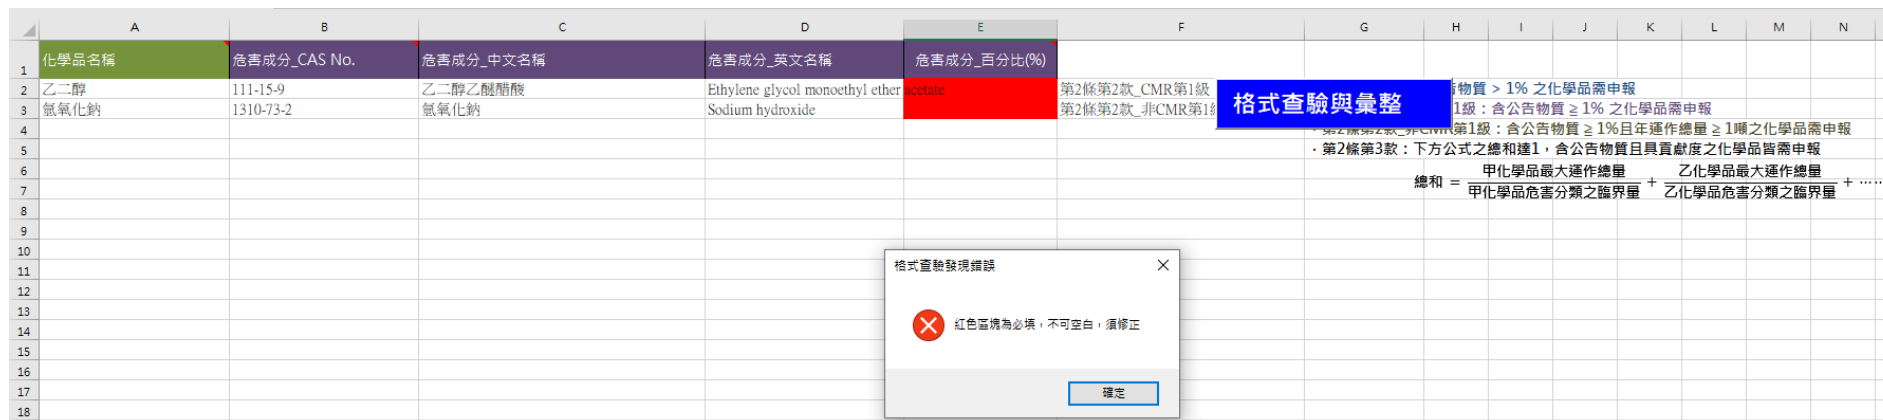 A B C D E F G H I J K L M N
1 化學品名稱 危害成分_CAS No. 危害成分_中文名稱 危害成分_英文名稱 危害成分_百分比(%)
2 乙二醇 111-15-9 乙二醇乙醚醋酸 Ethylene glycol monoethyl ether acetate 第2條第2款_CMR第1級
物質 > 1% 之化學品需申報
格式查驗與彙整
3 氫氧化鈉 1310-73-2 氫氧化鈉 Sodium hydroxide 第2條第2款_非CMR第1
1級：含公告物質 ≧ 1% 之化學品需申報
4 · 第2條第2款_非CMR第1級：含公告物質 ≧ 1%且年運作總量 ≧ 1噸之化學品需申報
5 · 第2條第3款：下方公式之總和達1，含公告物質且具貢獻度之化學品皆需申報
6 總和 = 甲化學品最大運作總量 / 甲化學品危害分類之臨界量 + 乙化學品最大運作總量 / 乙化學品危害分類之臨界量 + ……
7
8
9
10
11
12
13
14
15
16
17
18
格式查驗發現錯誤
紅色區塊為必填，不可空白，須修正
確定